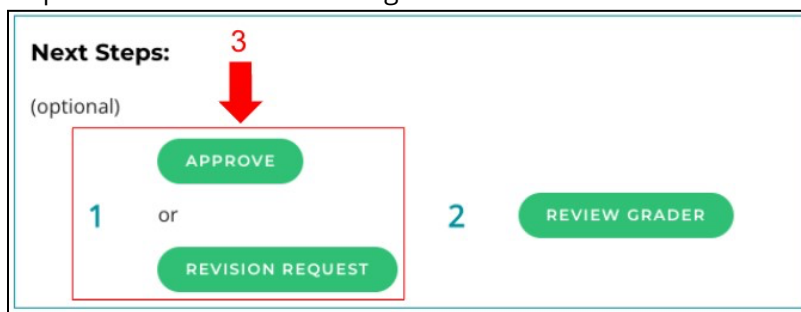 Next Steps:
3
(optional)
APPROVE
1
or
2
REVIEW GRADER
REVISION REQUEST